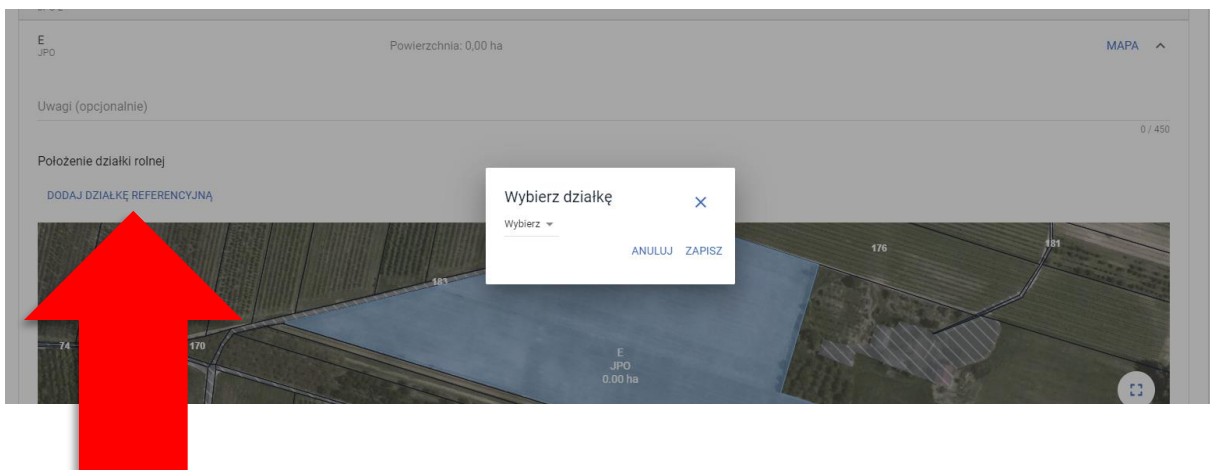 E
JPO
Powierzchnia: 0,00 ha
MAPA
Uwagi (opcjonalnie)
0 / 450
Położenie działki rolnej
DODAJ DZIAŁKĘ REFERENCYJNĄ
Wybierz działkę
Wybierz
ANULUJ ZAPISZ
176
181
183
74
170
E
JPO
0.00 ha